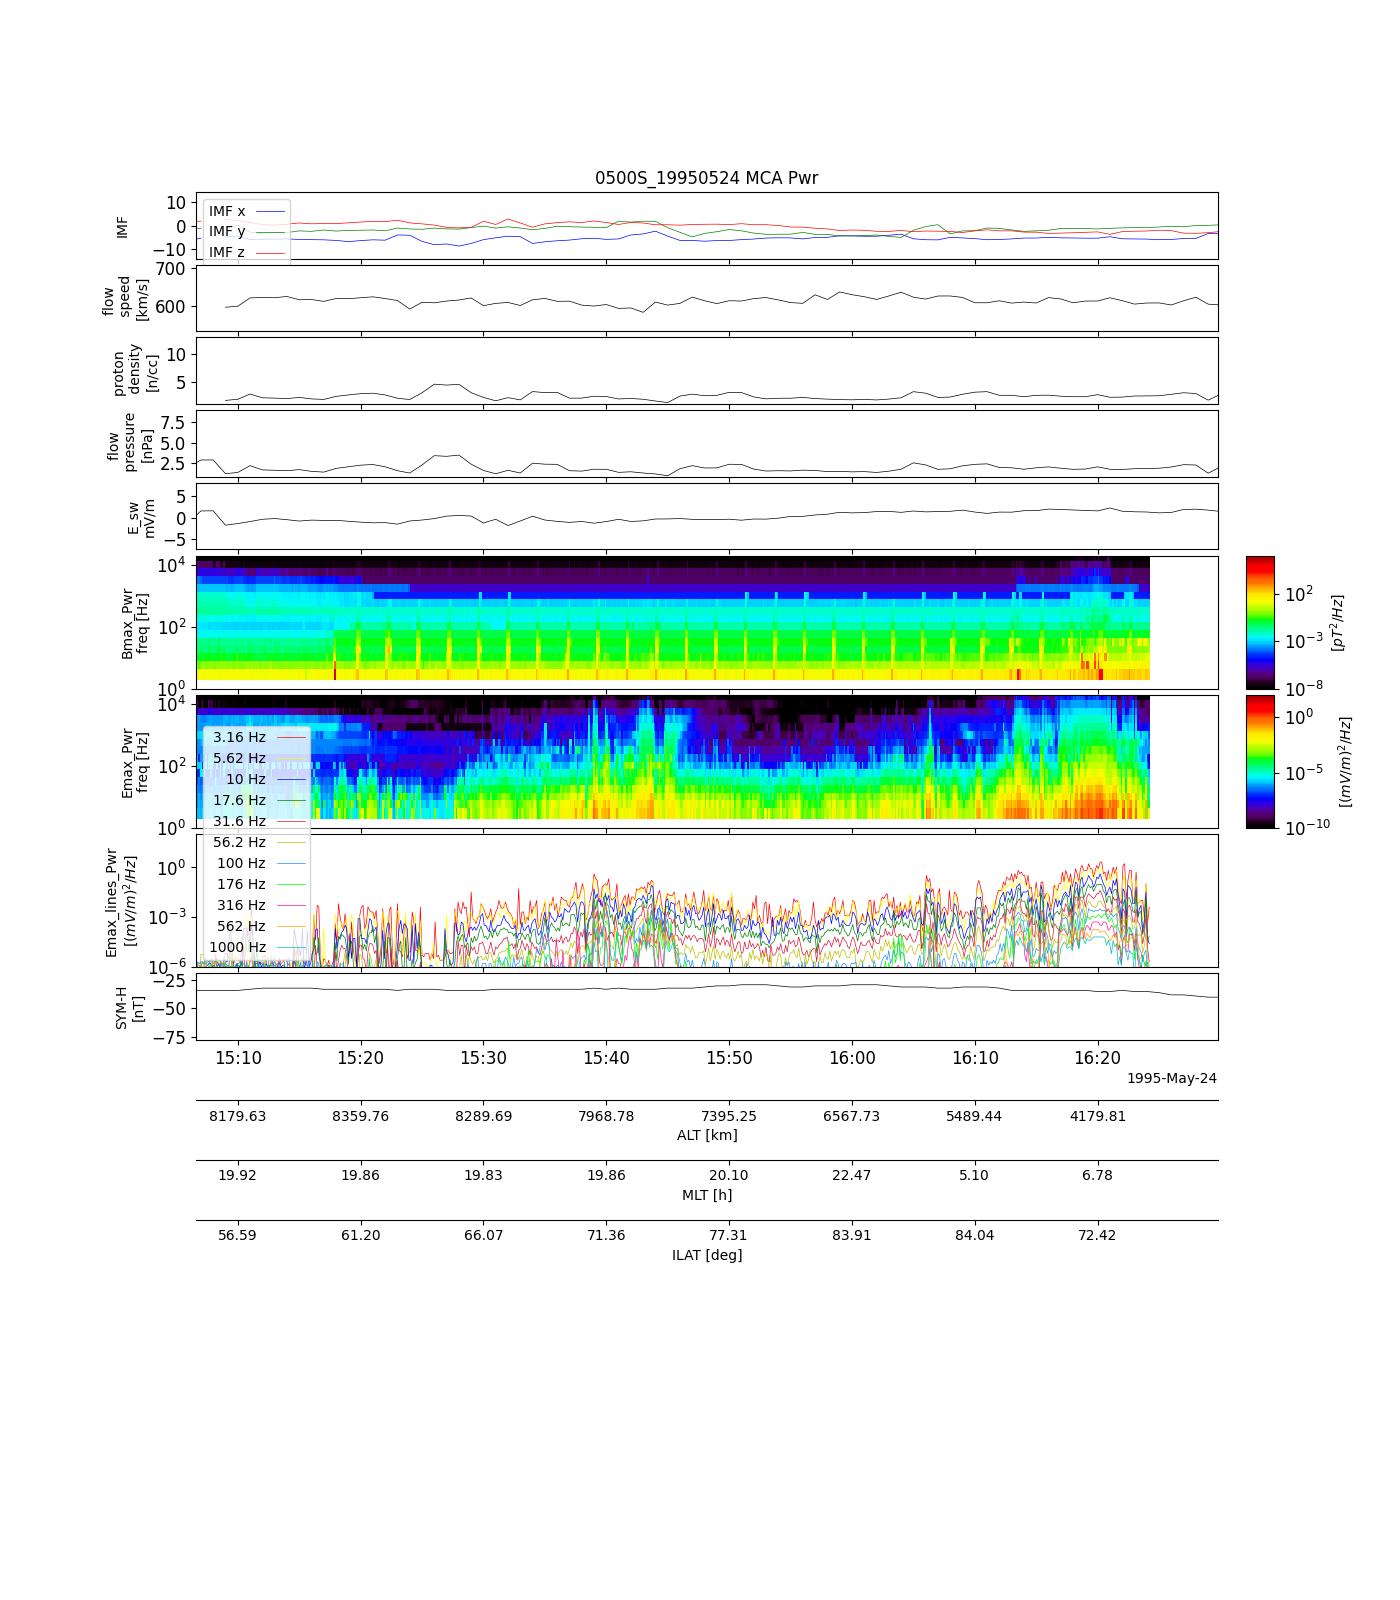 0500S_19950524 MCA Pwr
IMF
10
0
−10
IMF x
IMF y
IMF z
flow
speed
[km/s]
700
600
proton
density
[n/cc]
10
5
flow
pressure
[nPa]
7.5
5.0
2.5
E_sw
mV/m
5
0
−5
Bmax_Pwr
freq [Hz]
10^4
10^2
10^0
10^2
10^−3
10^−8
[pT^2/Hz]
Emax_Pwr
freq [Hz]
10^4
10^2
10^0
10^0
10^−5
10^−10
[(mV/m)^2/Hz]
3.16 Hz
5.62 Hz
10 Hz
17.6 Hz
31.6 Hz
56.2 Hz
100 Hz
176 Hz
316 Hz
562 Hz
1000 Hz
Emax_lines_Pwr
[(mV/m)^2/Hz]
10^0
10^−3
10^−6
SYM-H
[nT]
−25
−50
−75
15:10 15:20 15:30 15:40 15:50 16:00 16:10 16:20
1995-May-24
8179.63 8359.76 8289.69 7968.78 7395.25 6567.73 5489.44 4179.81
ALT [km]
19.92 19.86 19.83 19.86 20.10 22.47 5.10 6.78
MLT [h]
56.59 61.20 66.07 71.36 77.31 83.91 84.04 72.42
ILAT [deg]